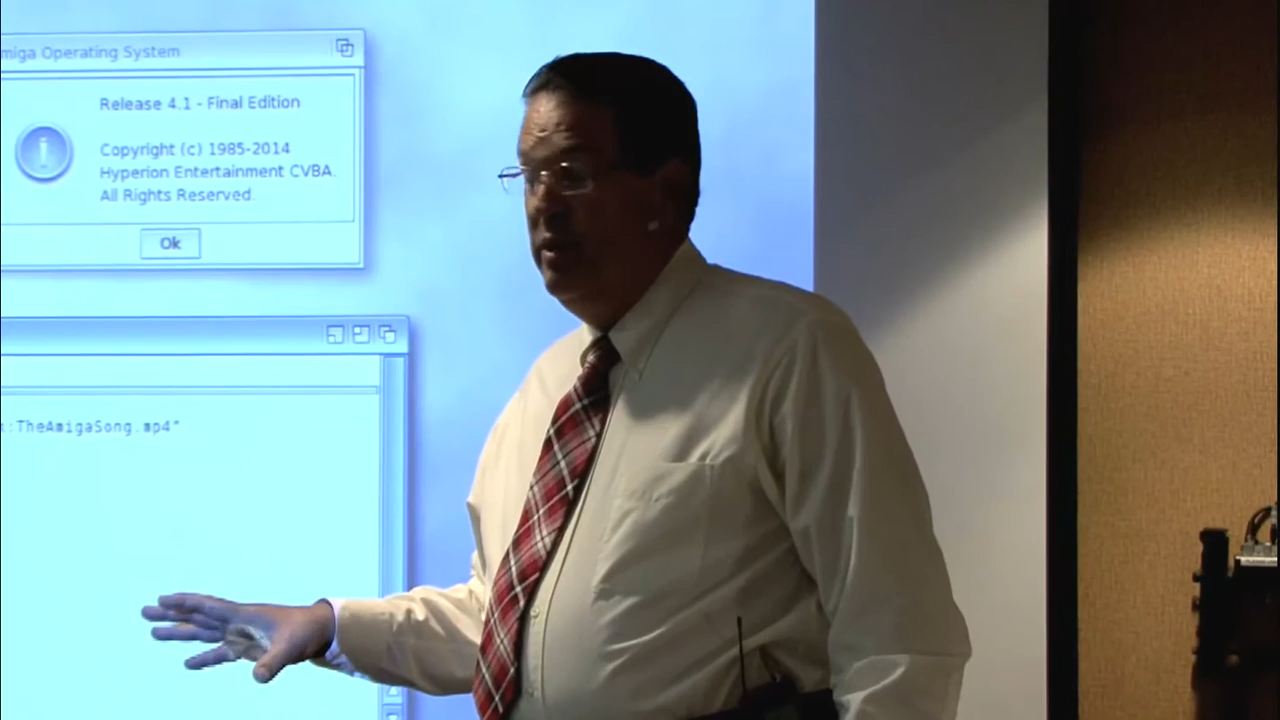 miga Operating System
Release 4.1 - Final Edition
Copyright (c) 1985-2014
Hyperion Entertainment CVBA.
All Rights Reserved.
Ok
:TheAmigaSong.mp4"